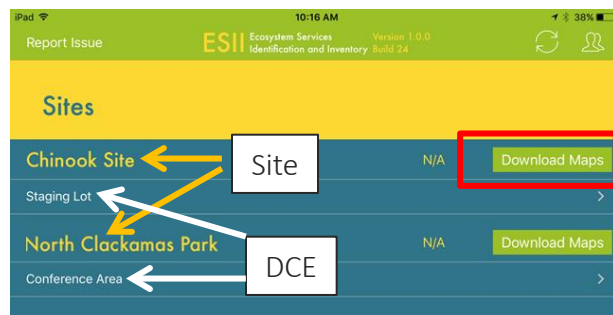 iPad 10:16 AM 38%
Report Issue ESII Ecosystem Services Identification and Inventory Version 1.0.0 Build 24
Sites
Chinook Site Site N/A Download Maps
Staging Lot
North Clackamas Park N/A Download Maps
DCE
Conference Area